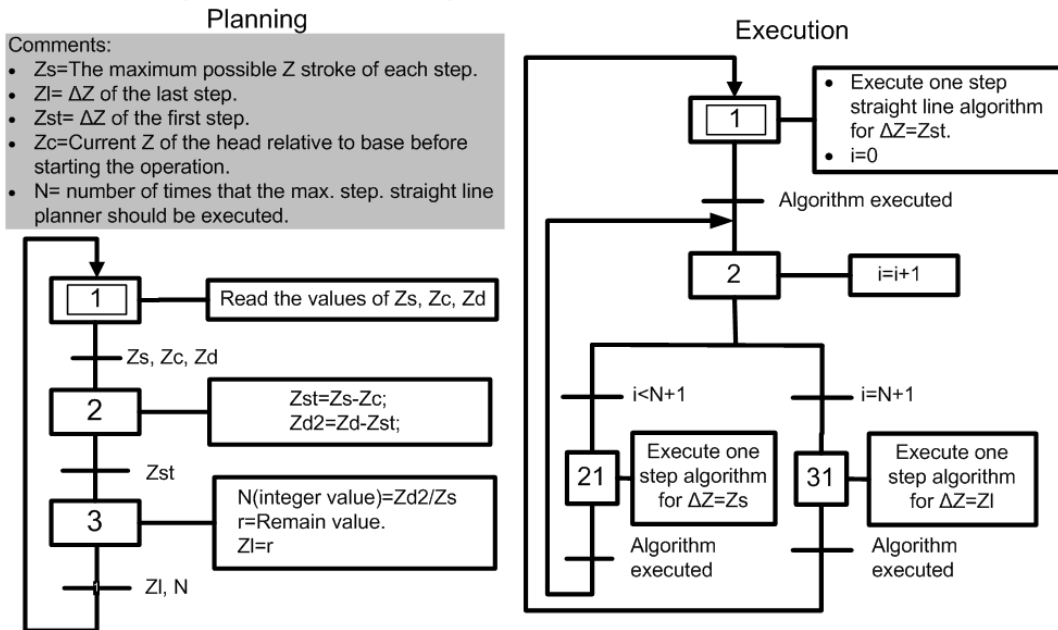 Planning
Comments:
• Zs=The maximum possible Z stroke of each step.
• Zl= ΔZ of the last step.
• Zst= ΔZ of the first step.
• Zc=Current Z of the head relative to base before
starting the operation.
• N= number of times that the max. step. straight line
planner should be executed.
1
Read the values of Zs, Zc, Zd
Zs, Zc, Zd
2
Zst=Zs-Zc;
Zd2=Zd-Zst;
Zst
3
N(integer value)=Zd2/Zs
r=Remain value.
Zl=r
Zl, N
Execution
1
• Execute one step
straight line algorithm
for ΔZ=Zst.
• i=0
Algorithm executed
2
i=i+1
i<N+1
i=N+1
21
Execute one
step algorithm
for ΔZ=Zs
31
Execute one
step algorithm
for ΔZ=Zl
Algorithm
executed
Algorithm
executed